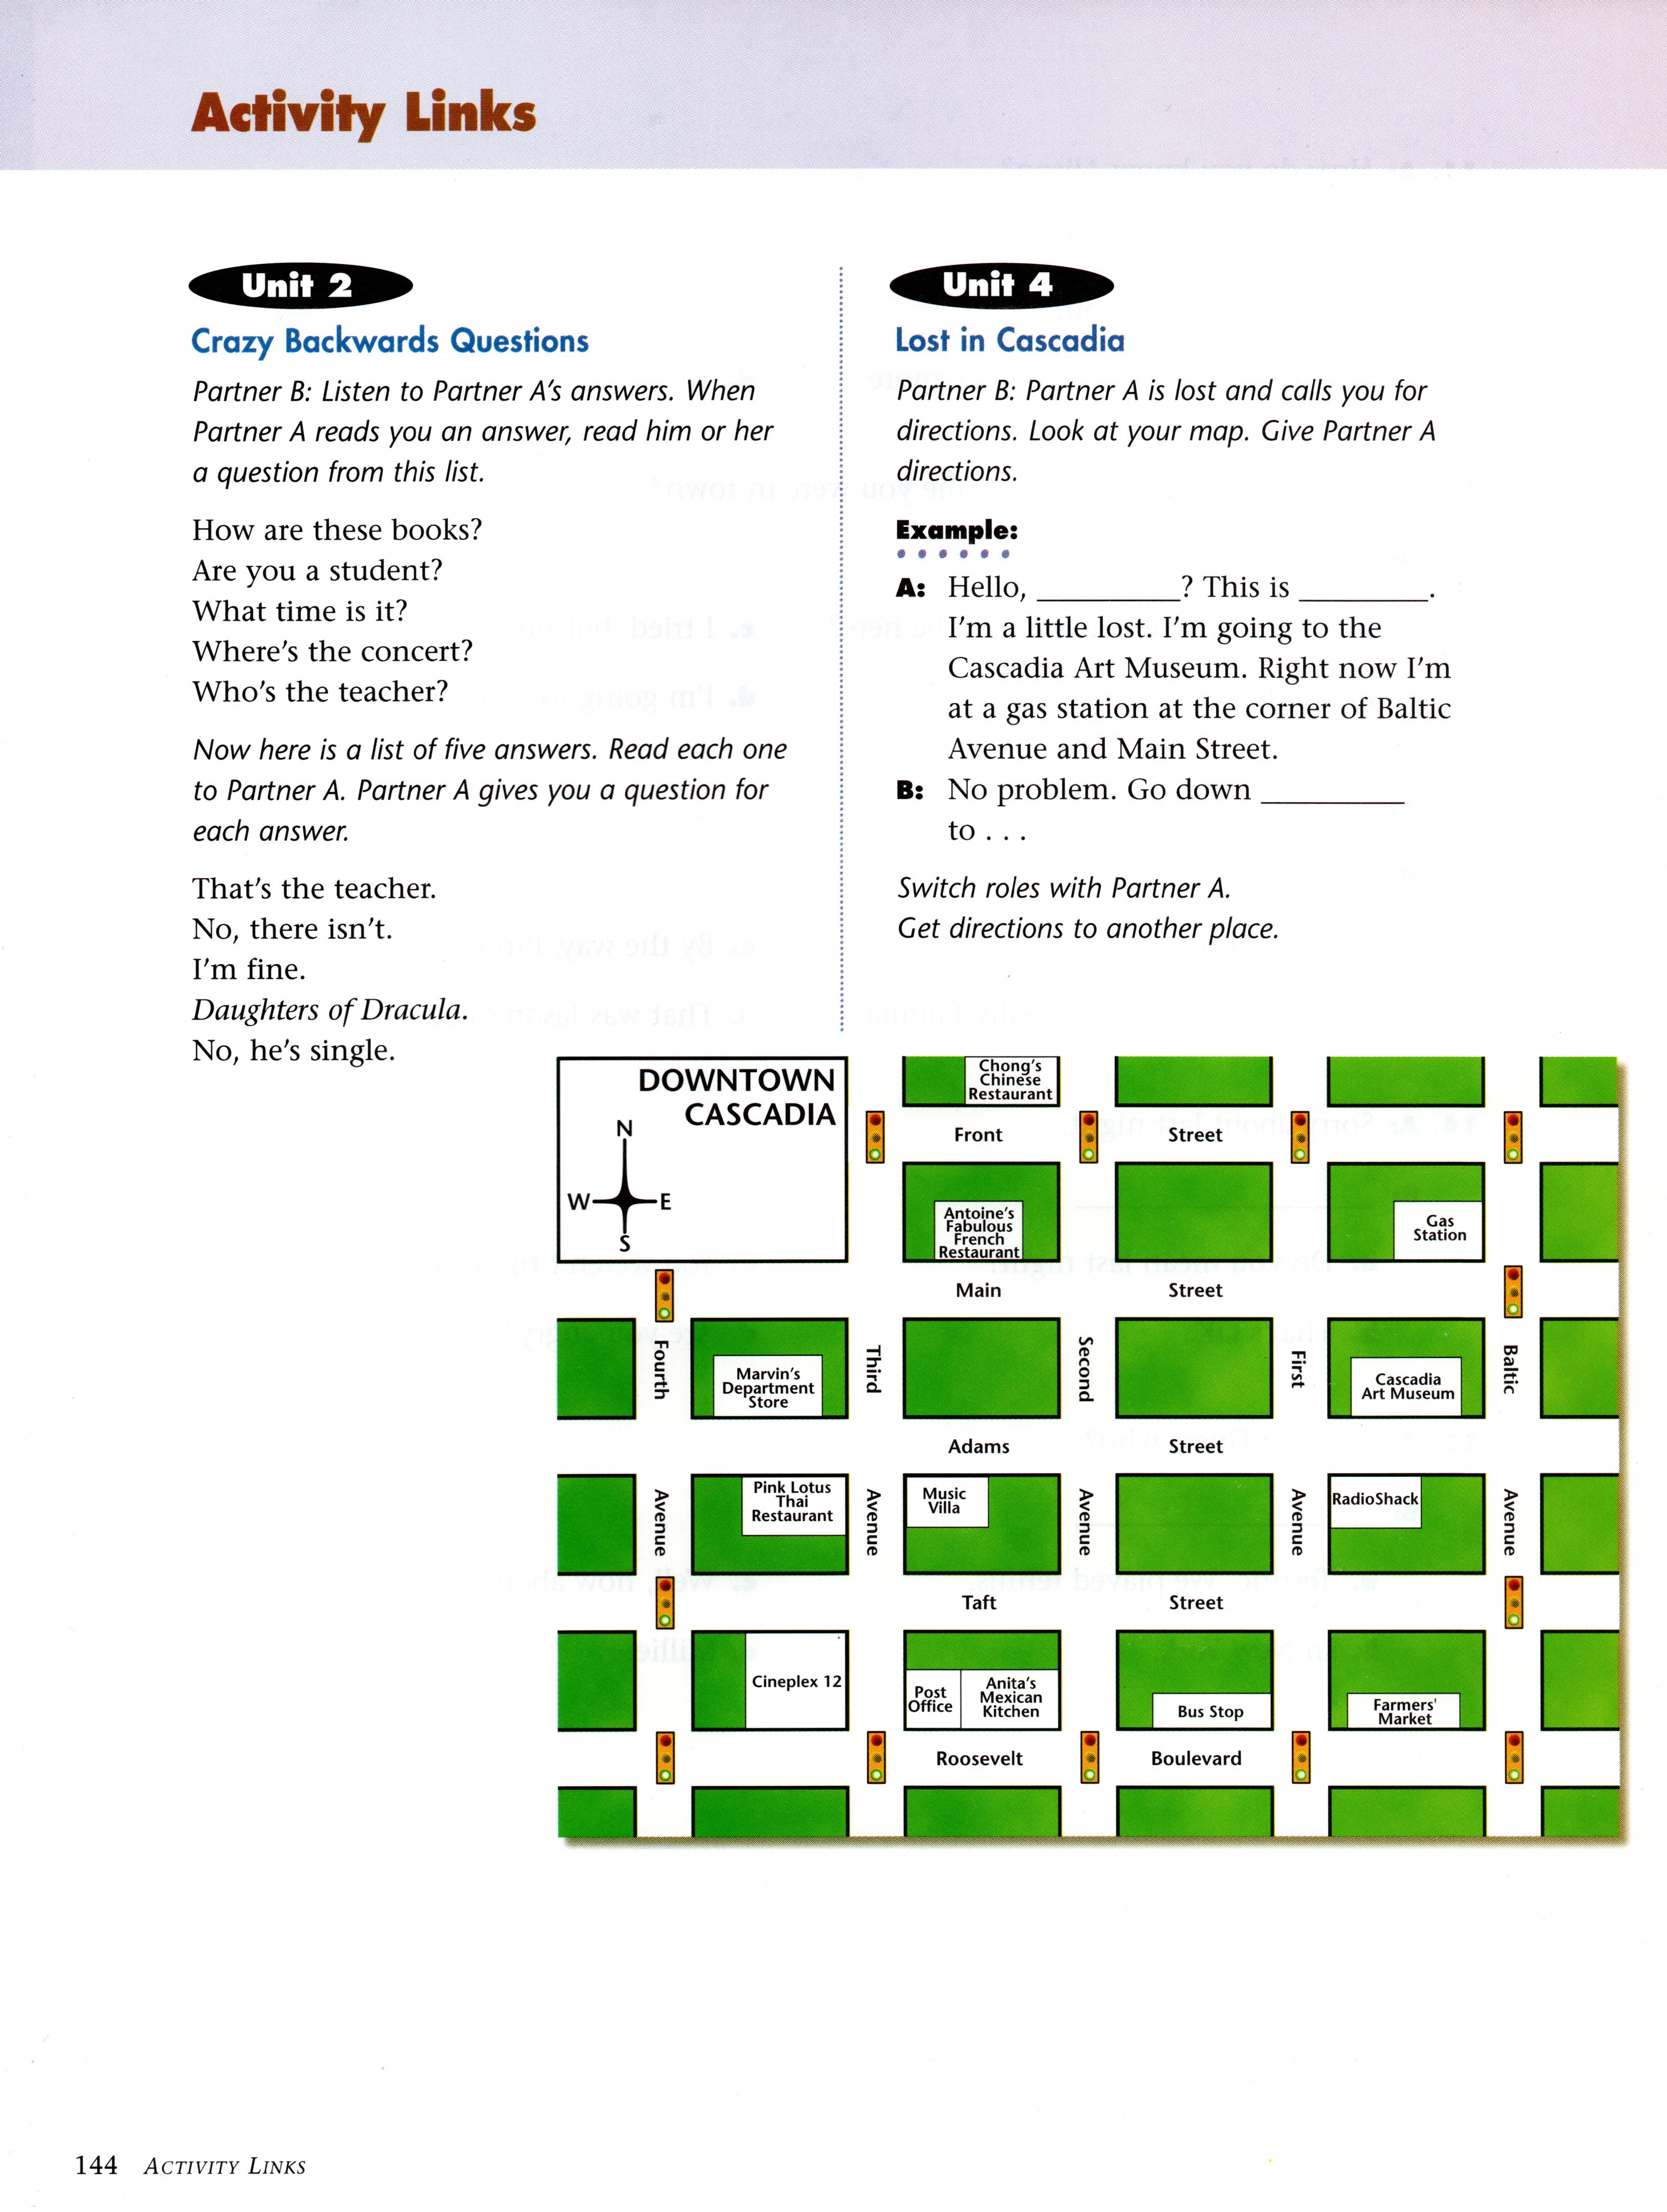 Activity Links
Unit 2
Crazy Backwards Questions
Partner B: Listen to Partner A's answers. When
Partner A reads you an answer, read him or her
a question from this list.
How are these books?
Are you a student?
What time is it?
Where's the concert?
Who's the teacher?
Now here is a list of five answers. Read each one
to Partner A. Partner A gives you a question for
each answer.
That's the teacher.
No, there isn't.
I'm fine.
Daughters of Dracula.
No, he's single.
Unit 4
Lost in Cascadia
Partner B: Partner A is lost and calls you for
directions. Look at your map. Give Partner A
directions.
Example:
A: Hello, __________? This is _________.
I'm a little lost. I'm going to the
Cascadia Art Museum. Right now I'm
at a gas station at the corner of Baltic
Avenue and Main Street.
B: No problem. Go down __________
to . . .
Switch roles with Partner A.
Get directions to another place.
DOWNTOWN
CASCADIA
N
W E
S
Chong's
Chinese
Restaurant
Front Street
Antoine's
Fabulous
French
Restaurant
Gas
Station
Main Street
Fourth
Marvin's
Department
Store
Third
Second
First
Cascadia
Art Museum
Baltic
Adams Street
Avenue
Pink Lotus
Thai
Restaurant
Avenue
Music
Villa
Avenue
Avenue
RadioShack
Avenue
Taft Street
Cineplex 12
Post
Office
Anita's
Mexican
Kitchen
Bus Stop
Farmers'
Market
Roosevelt Boulevard
144 ACTIVITY LINKS